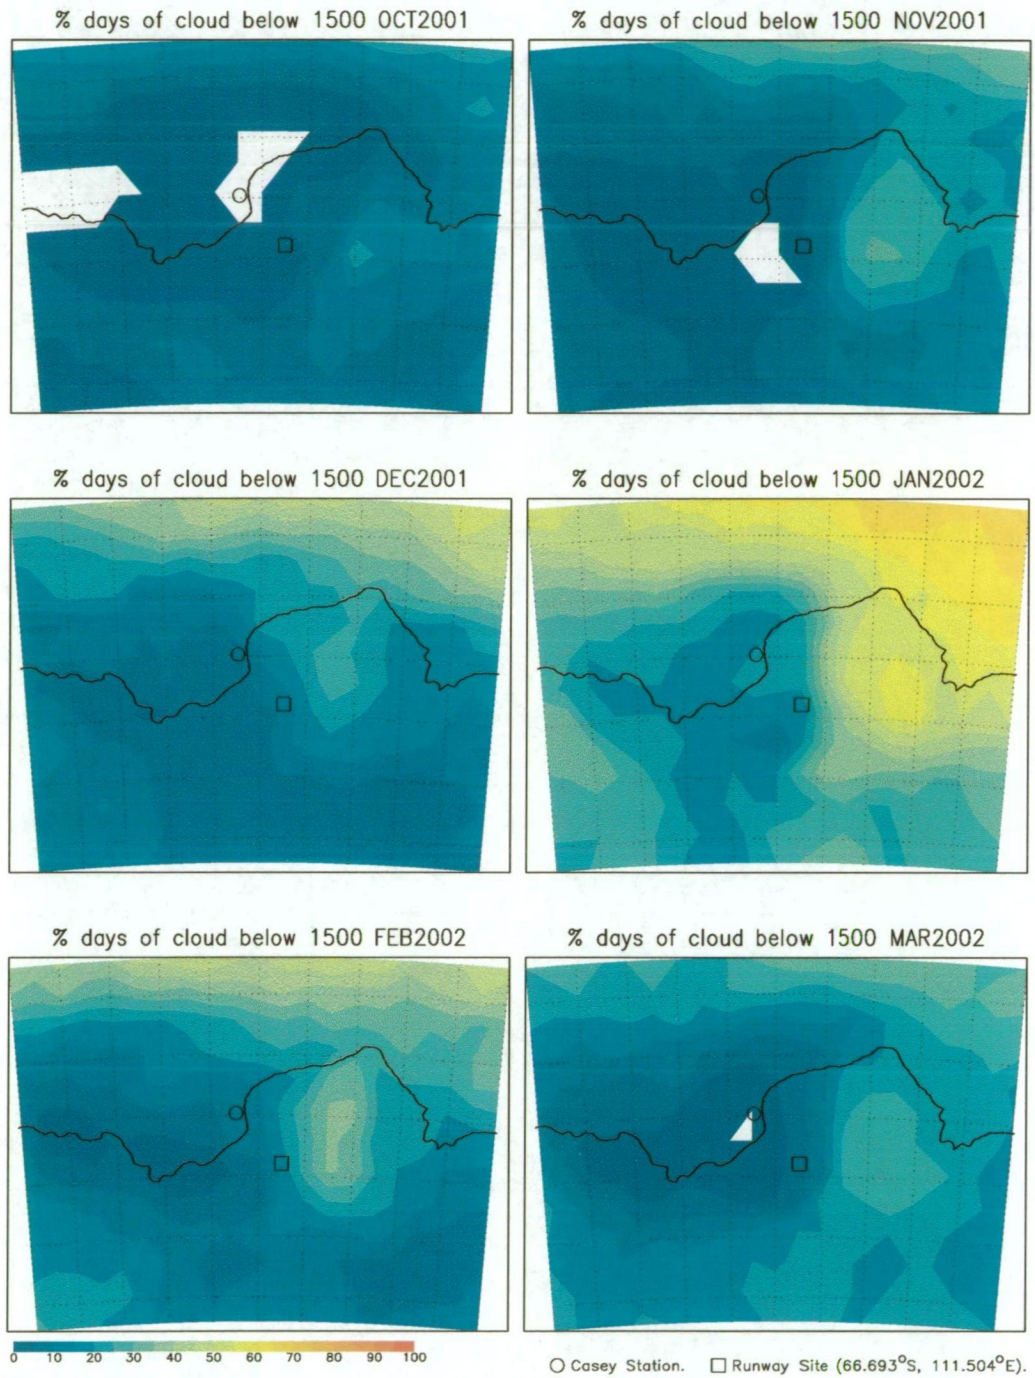 % days of cloud below 1500 OCT2001
% days of cloud below 1500 NOV2001
% days of cloud below 1500 DEC2001
% days of cloud below 1500 JAN2002
% days of cloud below 1500 FEB2002
% days of cloud below 1500 MAR2002
0 10 20 30 40 50 60 70 80 90 100
Casey Station. Runway Site (66.693°S, 111.504°E).